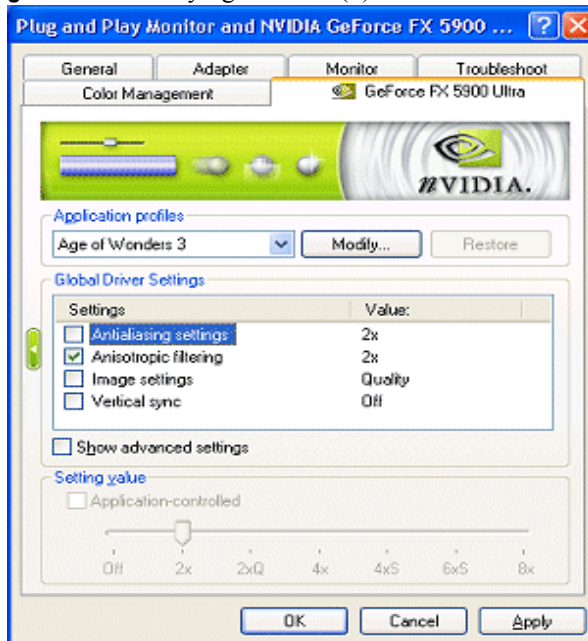 Plug and Play Monitor and NVIDIA GeForce FX 5900 ...
General Adapter Monitor Troubleshoot
Color Management GeForce FX 5900 Ultra
nVIDIA.
Application profiles
Age of Wonders 3 Modify... Restore
Global Driver Settings
Settings Value:
Antialiasing settings 2x
Anisotropic filtering 2x
Image settings Quality
Vertical sync Off
Show advanced settings
Setting value
Application-controlled
Off 2x 2xQ 4x 4xS 6xS 8x
OK Cancel Apply